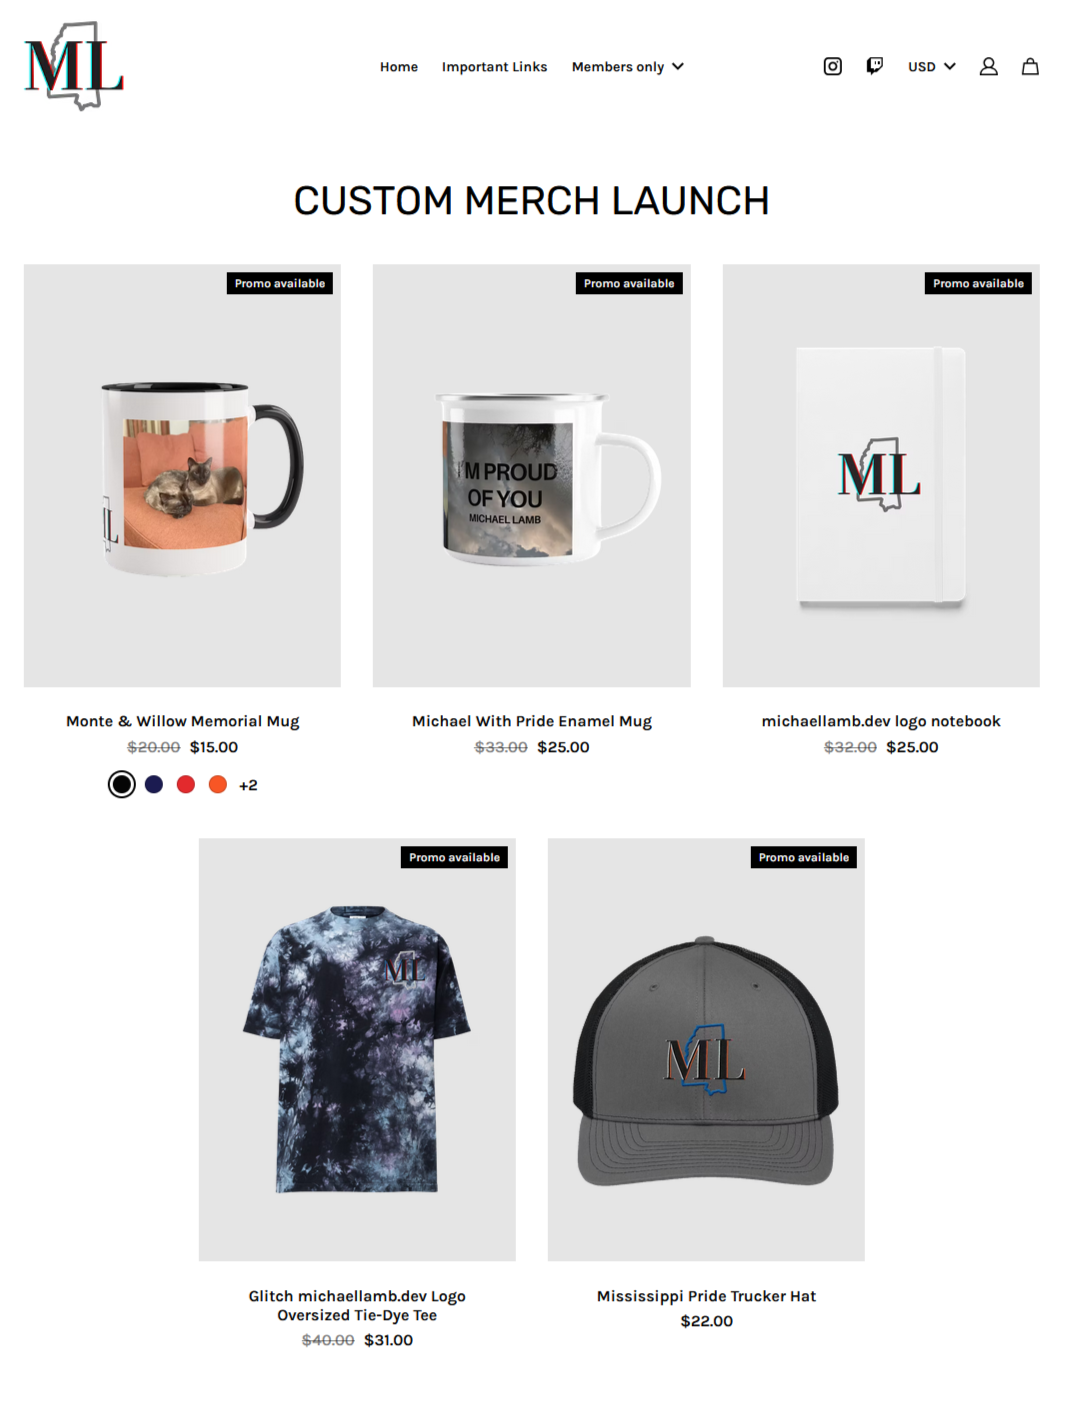 ML
Home Important Links Members only USD
CUSTOM MERCH LAUNCH
Promo available Promo available Promo available
I'M PROUD
OF YOU
MICHAEL LAMB
ML
Monte & Willow Memorial Mug
$20.00 $15.00
+2
Michael With Pride Enamel Mug
$33.00 $25.00
michaellamb.dev logo notebook
$32.00 $25.00
Promo available Promo available
ML
ML
Glitch michaellamb.dev Logo
Oversized Tie-Dye Tee
$40.00 $31.00
Mississippi Pride Trucker Hat
$22.00